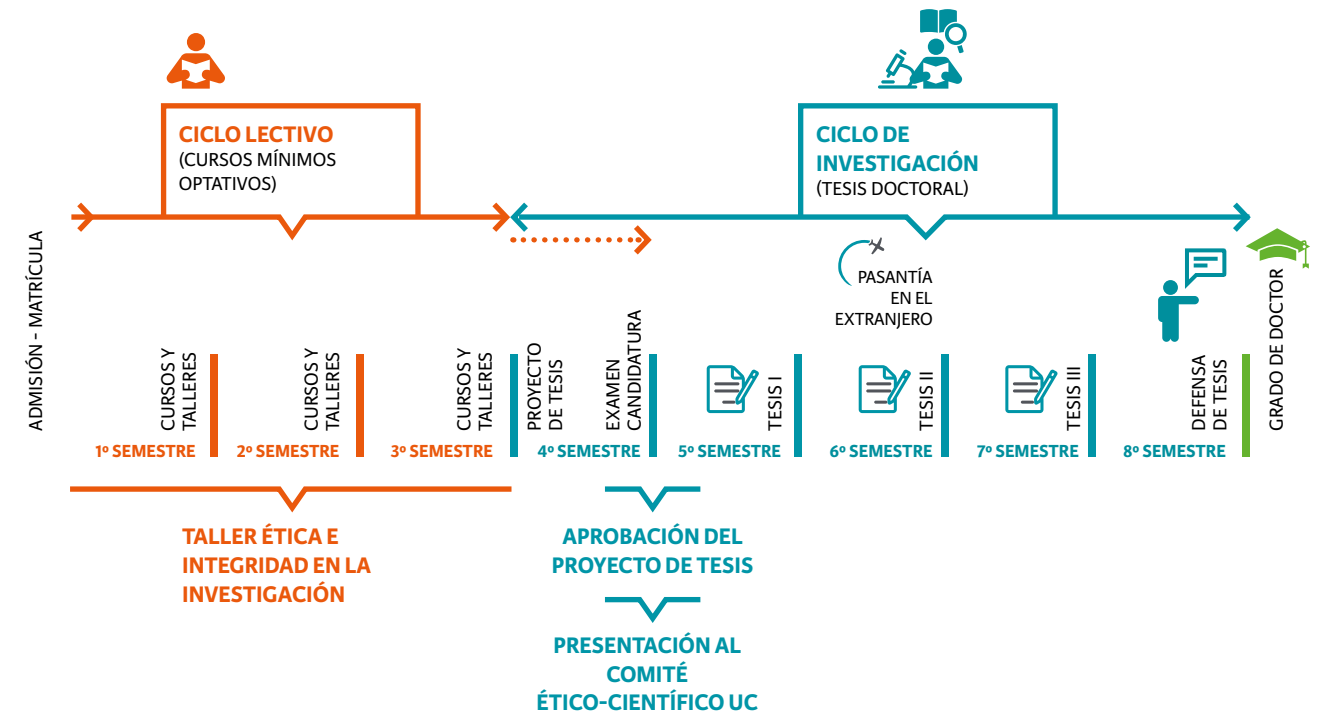 CICLO LECTIVO
(CURSOS MÍNIMOS
OPTATIVOS)
CICLO DE
INVESTIGACIÓN
(TESIS DOCTORAL)
ADMISIÓN - MATRÍCULA
PASANTÍA
EN EL
EXTRANJERO
CURSOS Y
TALLERES
1º SEMESTRE
CURSOS Y
TALLERES
2º SEMESTRE
CURSOS Y
TALLERES
3º SEMESTRE
PROYECTO
DE TESIS
EXAMEN
CANDIDATURA
4º SEMESTRE
TESIS I
5º SEMESTRE
TESIS II
6º SEMESTRE
TESIS III
7º SEMESTRE
DEFENSA
DE TESIS
8º SEMESTRE
GRADO DE DOCTOR
TALLER ÉTICA E
INTEGRIDAD EN LA
INVESTIGACIÓN
APROBACIÓN DEL
PROYECTO DE TESIS
PRESENTACIÓN AL
COMITÉ
ÉTICO-CIENTÍFICO UC